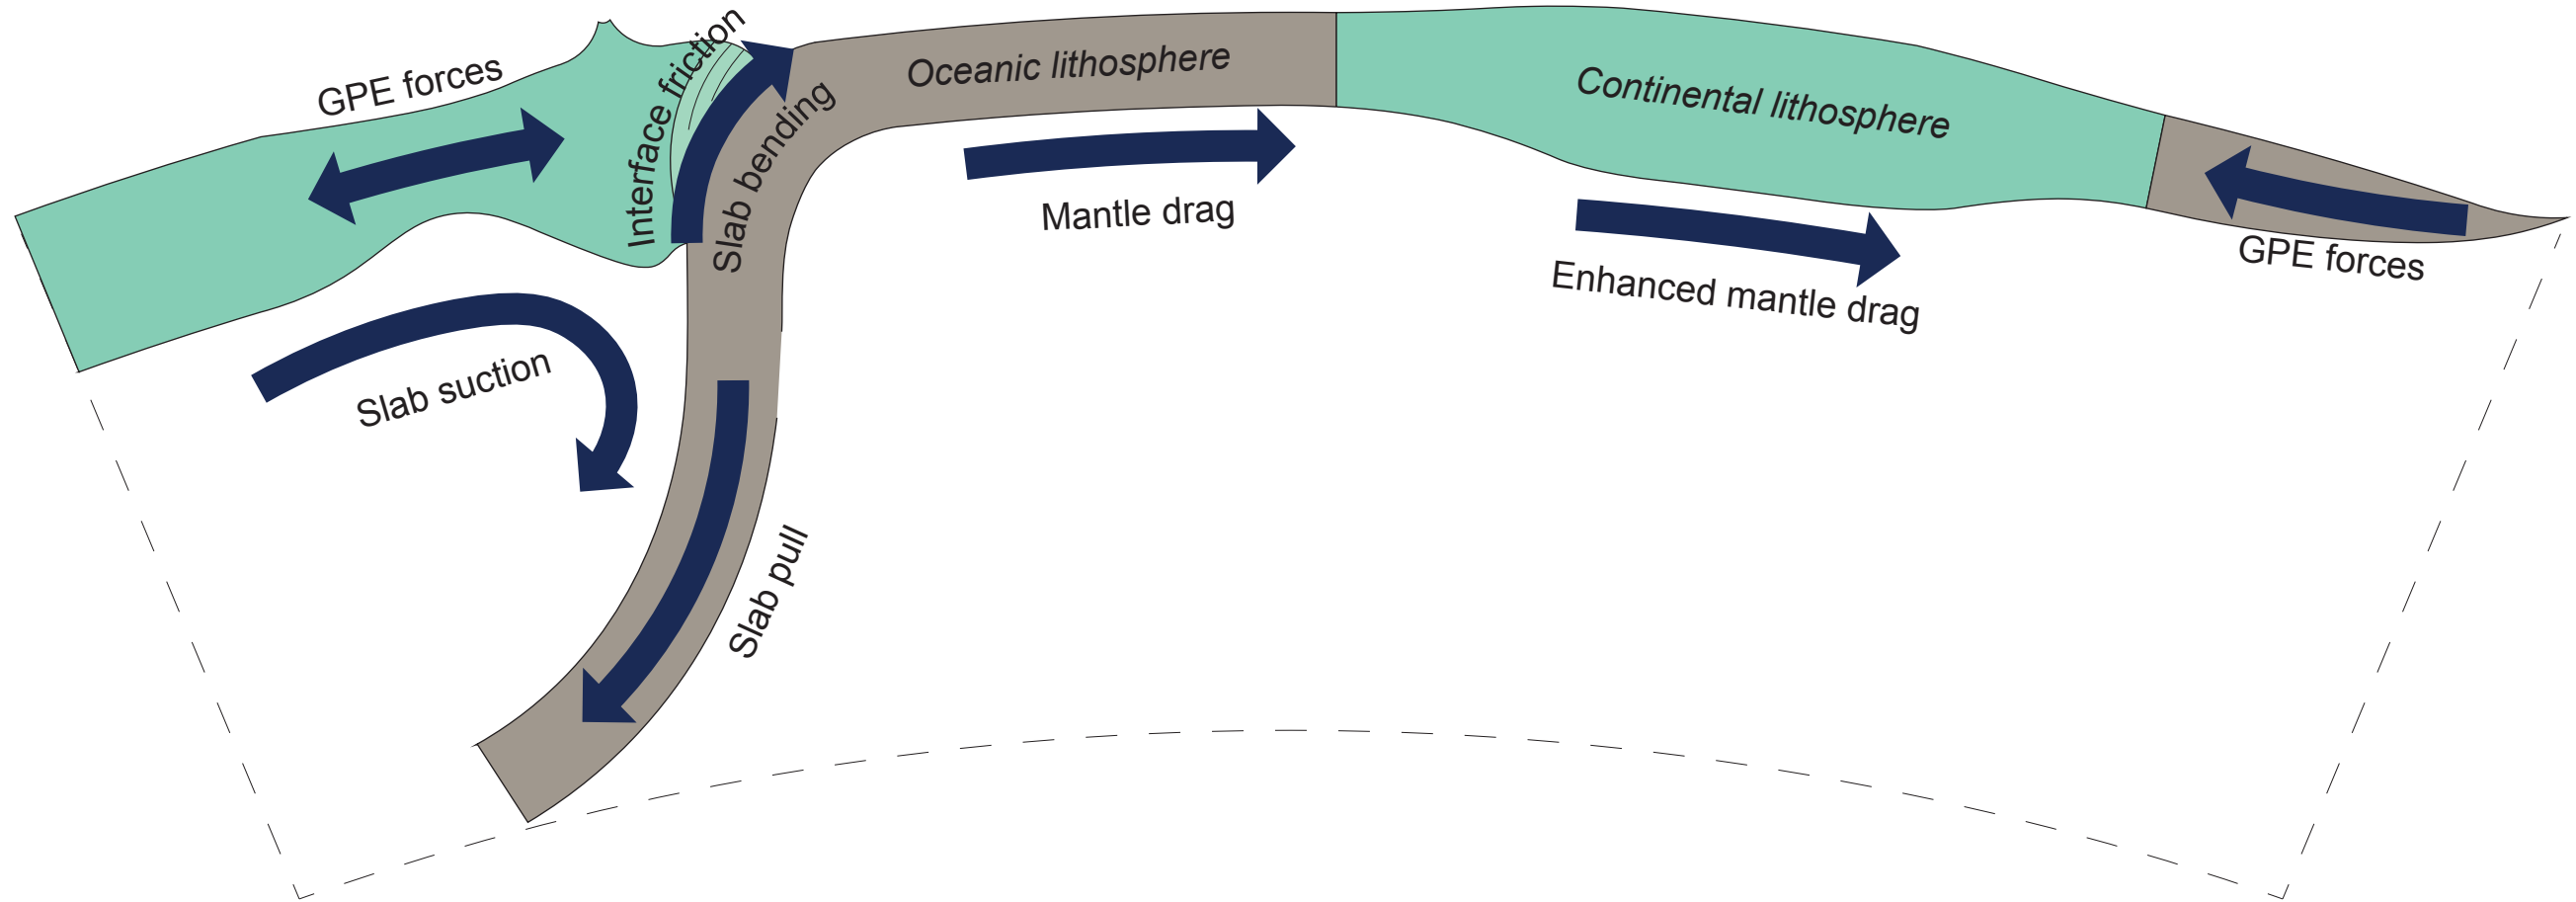 GPE forces
Interface friction
Slab bending
Oceanic lithosphere
Continental lithosphere
Mantle drag
Enhanced mantle drag
GPE forces
Slab suction
Slab pull